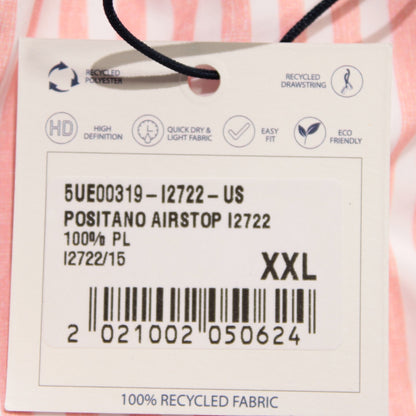 RECYCLED
POLYESTER
RECYCLED
DRAWSTRING
HD
HIGH
DEFINITION
QUICK DRY &
LIGHT FABRIC
EASY
FIT
ECO
FRIENDLY
5UE00319-I2722-US
POSITANO AIRSTOP I2722
100% PL
I2722/15
XXL
2 021002 050624
100% RECYCLED FABRIC